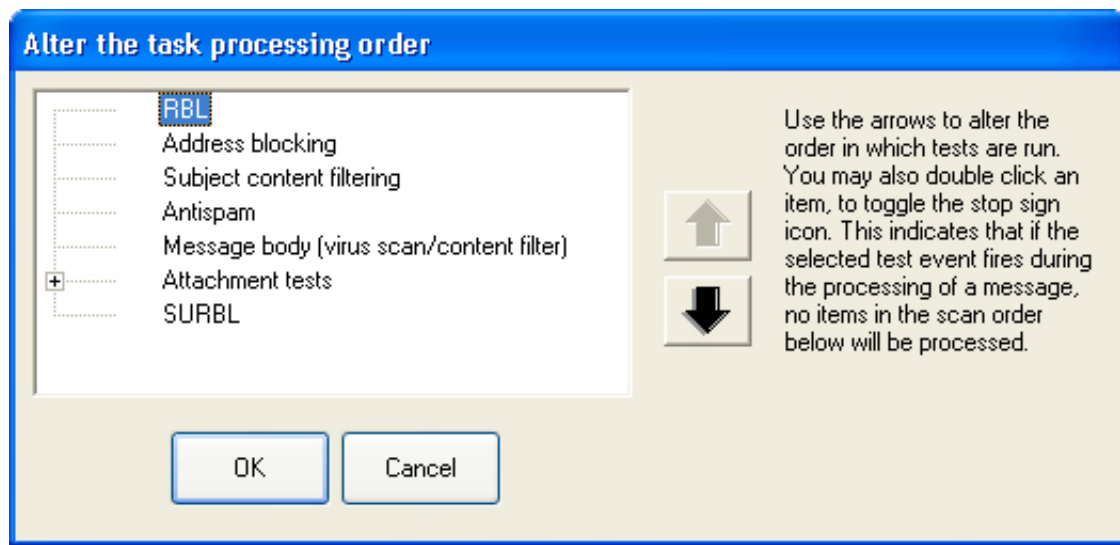 Alter the task processing order
RBL
Address blocking
Subject content filtering
Antispam
Message body (virus scan/content filter)
Attachment tests
SURBL
Use the arrows to alter the
order in which tests are run.
You may also double click an
item, to toggle the stop sign
icon. This indicates that if the
selected test event fires during
the processing of a message,
no items in the scan order
below will be processed.
OK
Cancel